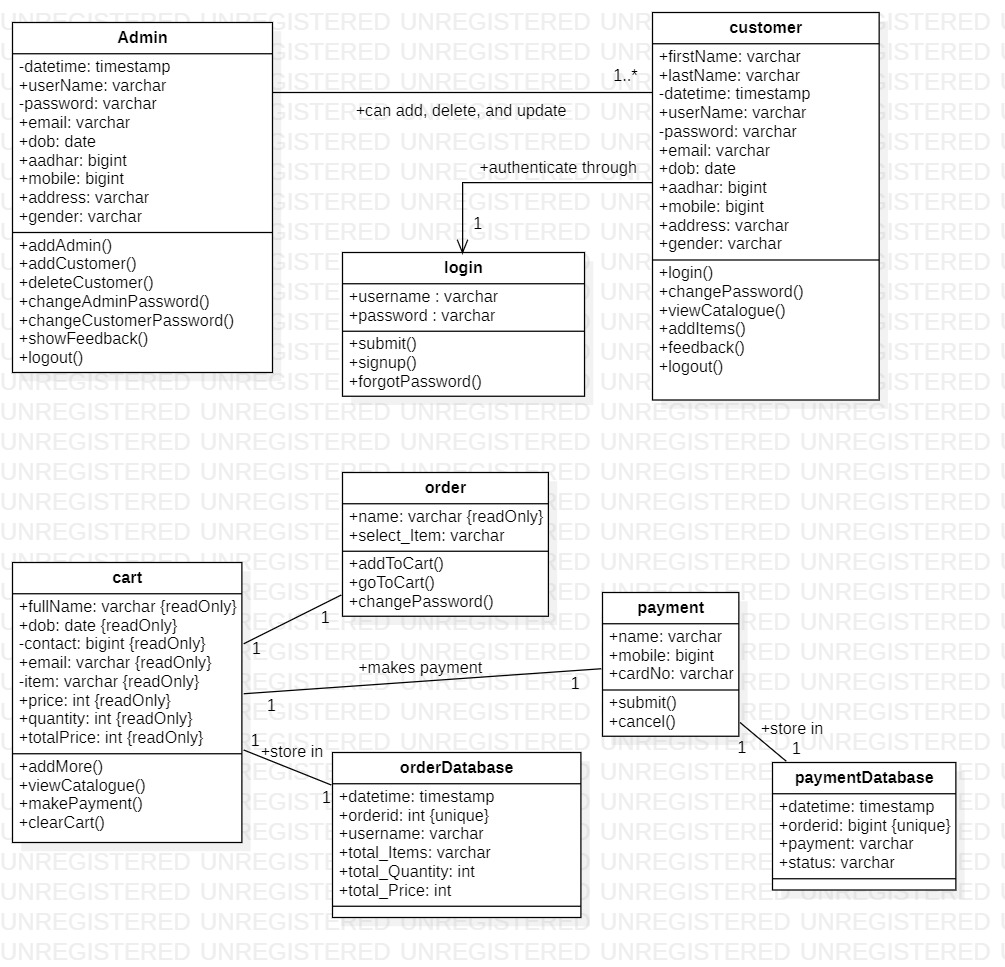 Admin
-datetime: timestamp
+userName: varchar
-password: varchar
+email: varchar
+dob: date
+aadhar: bigint
+mobile: bigint
+address: varchar
+gender: varchar
+addAdmin()
+addCustomer()
+deleteCustomer()
+changeAdminPassword()
+changeCustomerPassword()
+showFeedback()
+logout()
1..*
+can add, delete, and update
customer
+firstName: varchar
+lastName: varchar
-datetime: timestamp
+userName: varchar
-password: varchar
+email: varchar
+dob: date
+aadhar: bigint
+mobile: bigint
+address: varchar
+gender: varchar
+login()
+changePassword()
+viewCatalogue()
+addItems()
+feedback()
+logout()
+authenticate through
1
login
+username : varchar
+password : varchar
+submit()
+signup()
+forgotPassword()
order
+name: varchar {readOnly}
+select_Item: varchar
+addToCart()
+goToCart()
+changePassword()
1
1
cart
+fullName: varchar {readOnly}
+dob: date {readOnly}
-contact: bigint {readOnly}
+email: varchar {readOnly}
-item: varchar {readOnly}
+price: int {readOnly}
+quantity: int {readOnly}
+totalPrice: int {readOnly}
+addMore()
+viewCatalogue()
+makePayment()
+clearCart()
+makes payment
1
1
payment
+name: varchar
+mobile: bigint
+cardNo: varchar
+submit()
+cancel()
1
+store in
1
orderDatabase
+datetime: timestamp
+orderid: int {unique}
+username: varchar
+total_Items: varchar
+total_Quantity: int
+total_Price: int
+store in
1
1
paymentDatabase
+datetime: timestamp
+orderid: bigint {unique}
+payment: varchar
+status: varchar
UNREGISTERED UNREGISTERED UNREGISTERED UNREGISTERED UNREGISTERED